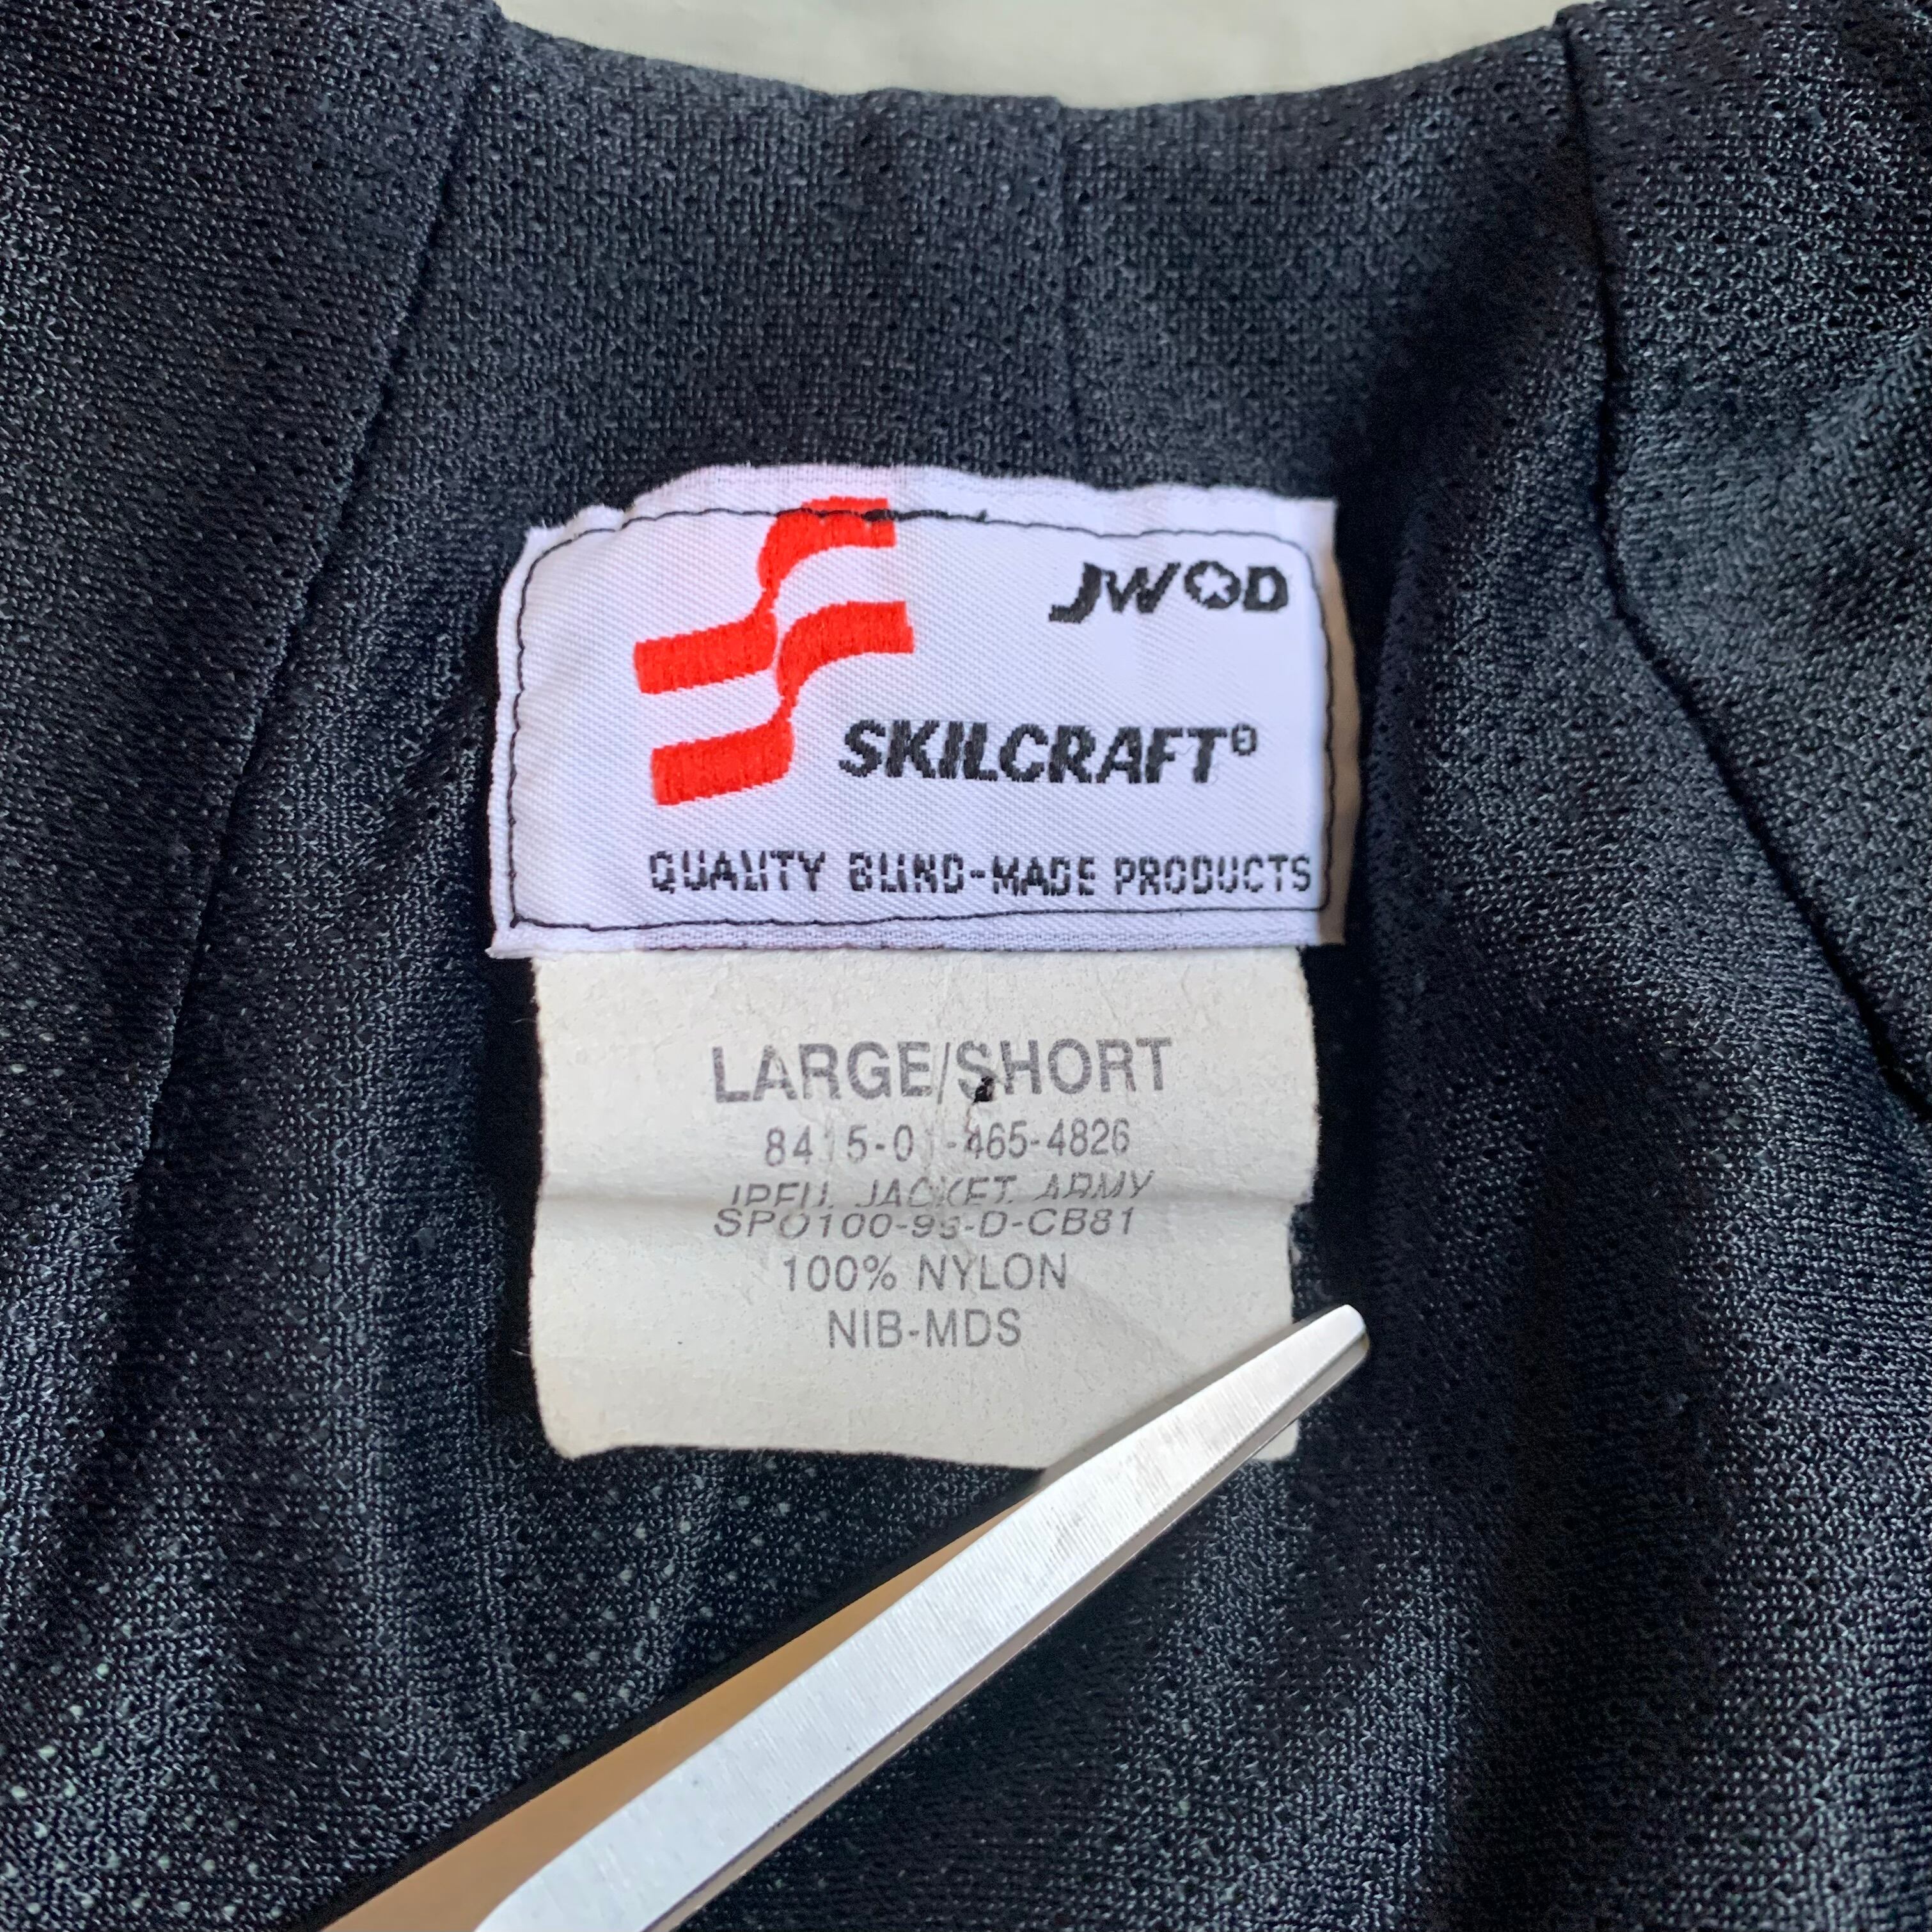 JWOD
SKILCRAFT®
QUALITY BLIND-MADE PRODUCTS
LARGE/SHORT
8415-01-465-4826
IPFU, JACKET, ARMY
SPO100-99-D-CB81
100% NYLON
NIB-MDS